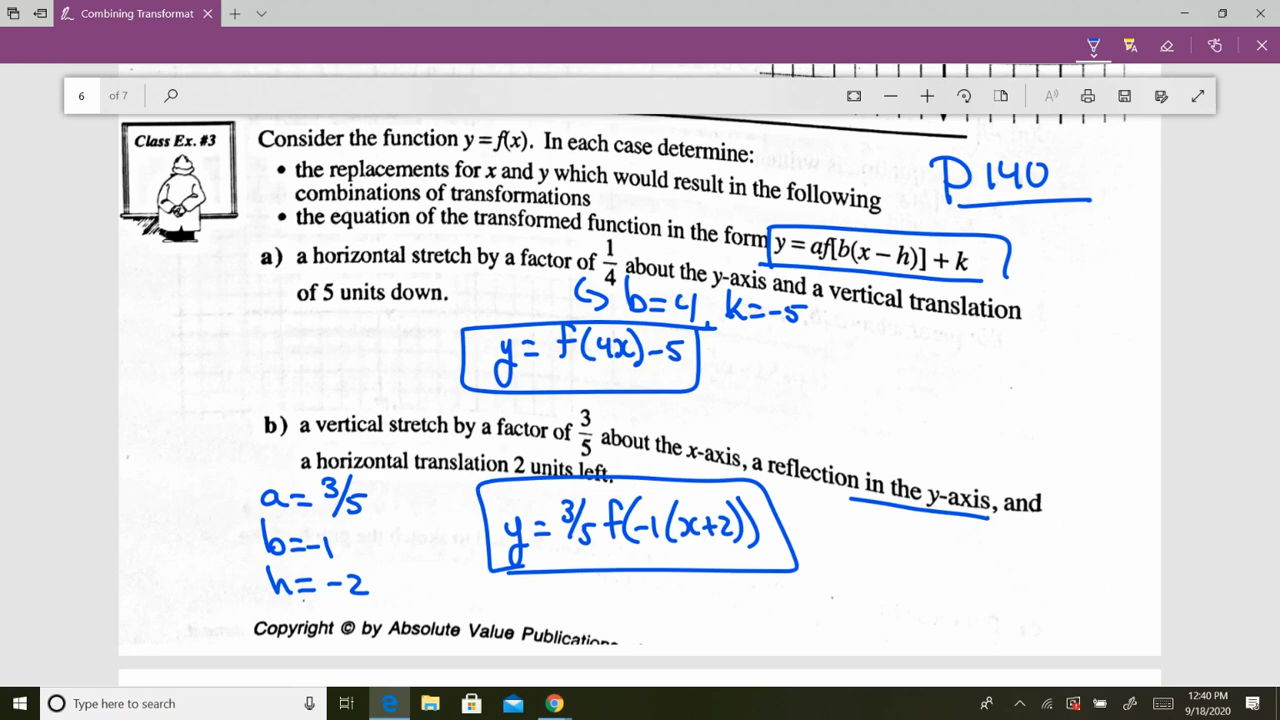 Combining Transformat
6 of 7
Class Ex. #3
Consider the function y = f(x). In each case determine:
• the replacements for x and y which would result in the following
combinations of transformations
• the equation of the transformed function in the form y = af[b(x − h)] + k
P 140
a) a horizontal stretch by a factor of 1/4 about the y-axis and a vertical translation
of 5 units down.
↪ b = 4, k = -5
y = f(4x) - 5
b) a vertical stretch by a factor of 3/5 about the x-axis, a reflection in the y-axis, and
a horizontal translation 2 units left.
a = 3/5
b = -1
h = -2
y = 3/5 f(-1(x+2))
Copyright © by Absolute Value Publications
Type here to search
12:40 PM
9/18/2020